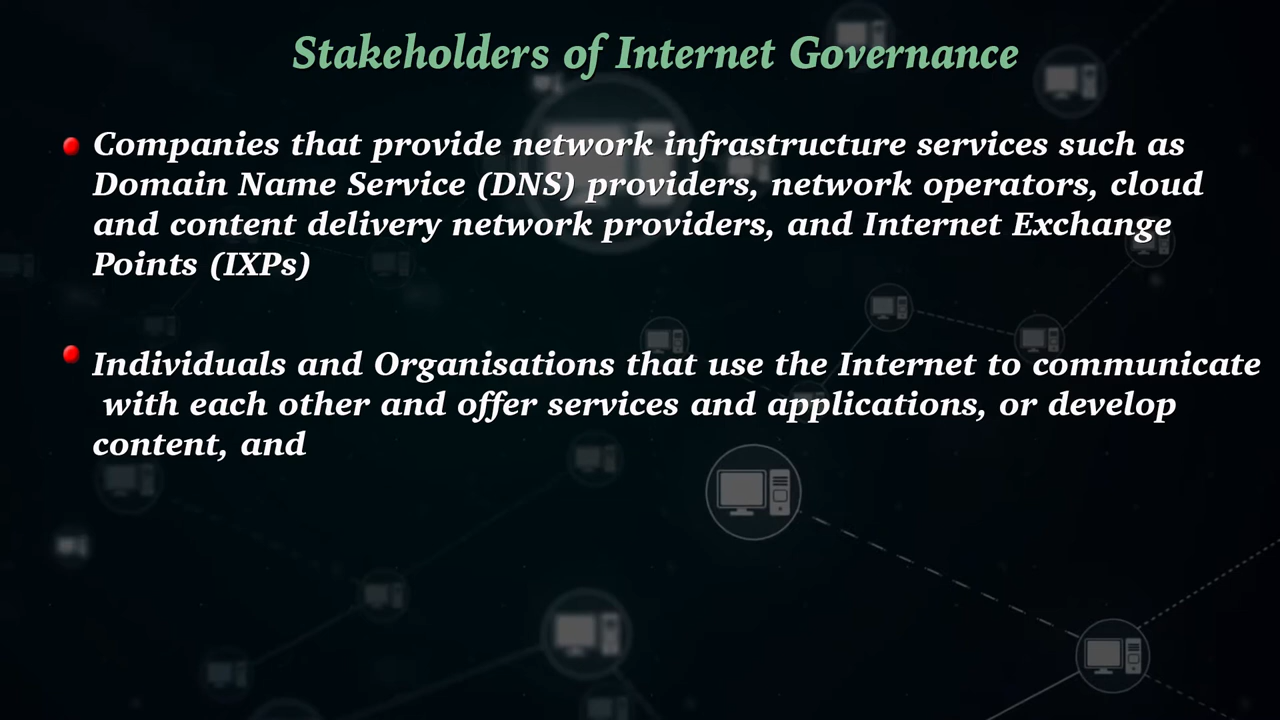 Stakeholders of Internet Governance
Companies that provide network infrastructure services such as
Domain Name Service (DNS) providers, network operators, cloud
and content delivery network providers, and Internet Exchange
Points (IXPs)
Individuals and Organisations that use the Internet to communicate
with each other and offer services and applications, or develop
content, and